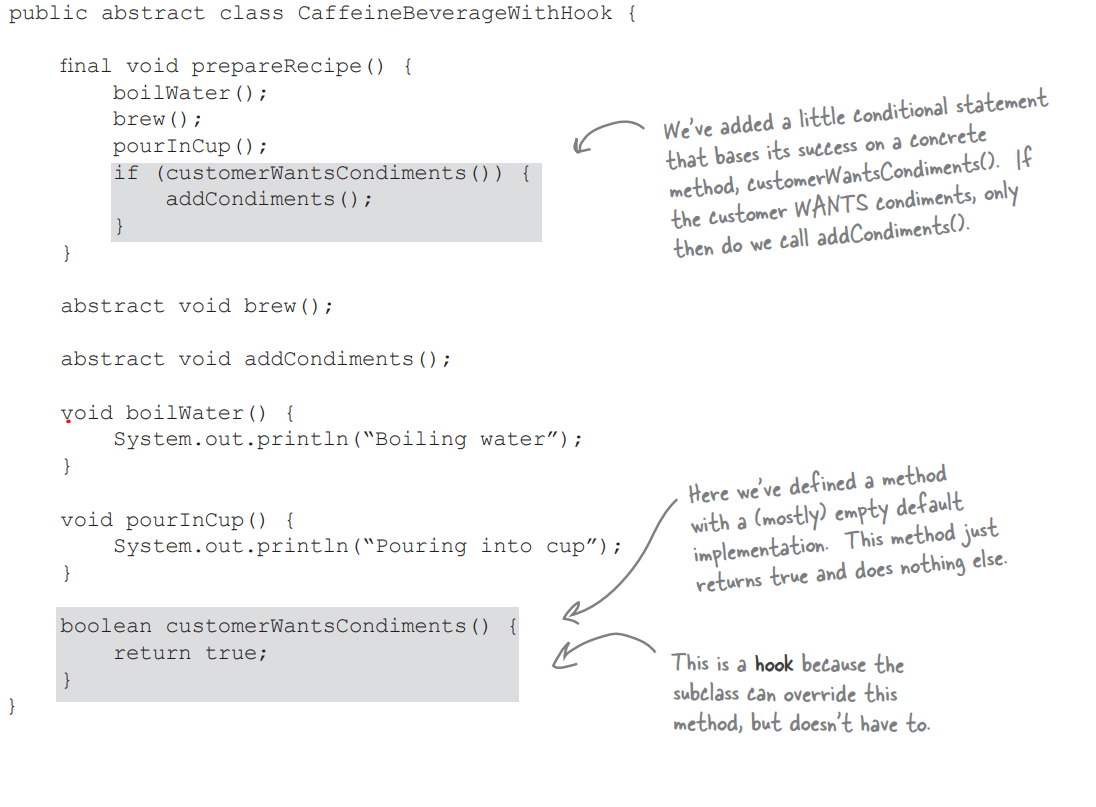 public abstract class CaffeineBeverageWithHook {
final void prepareRecipe() {
boilWater();
brew();
pourInCup();
if (customerWantsCondiments()) {
addCondiments();
}
}
We've added a little conditional statement
that bases its success on a concrete
method, customerWantsCondiments(). If
the customer WANTS condiments, only
then do we call addCondiments().
abstract void brew();
abstract void addCondiments();
void boilWater() {
System.out.println(“Boiling water”);
}
void pourInCup() {
System.out.println(“Pouring into cup”);
}
Here we've defined a method
with a (mostly) empty default
implementation. This method just
returns true and does nothing else.
boolean customerWantsCondiments() {
return true;
}
}
This is a hook because the
subclass can override this
method, but doesn't have to.